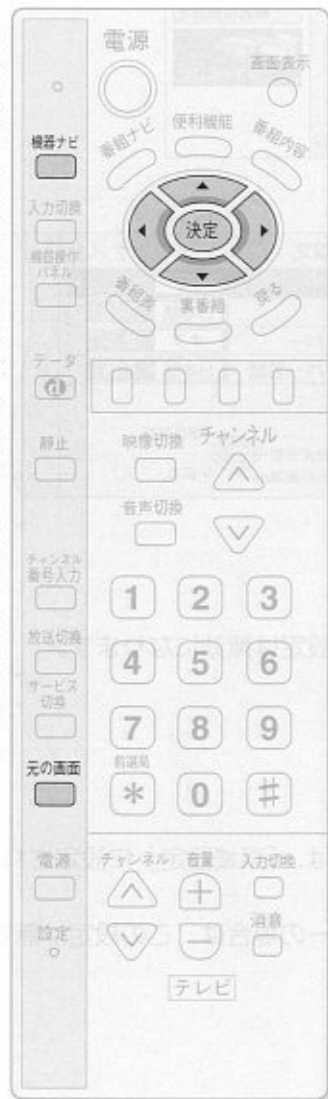 電源
画面表示
機器ナビ
番組ナビ
便利機能
番組内容
入力切換
決定
機器操作
パネル
番組表
裏番組
戻る
データ
d
静止
映像切換
チャンネル
音声切換
チャンネル
番号入力
1 2 3
放送切換
4 5 6
サービス
切換
7 8 9
元の画面
前選局
* 0 #
電源
チャンネル
音量
入力切換
+
設定
−
消音
テレビ